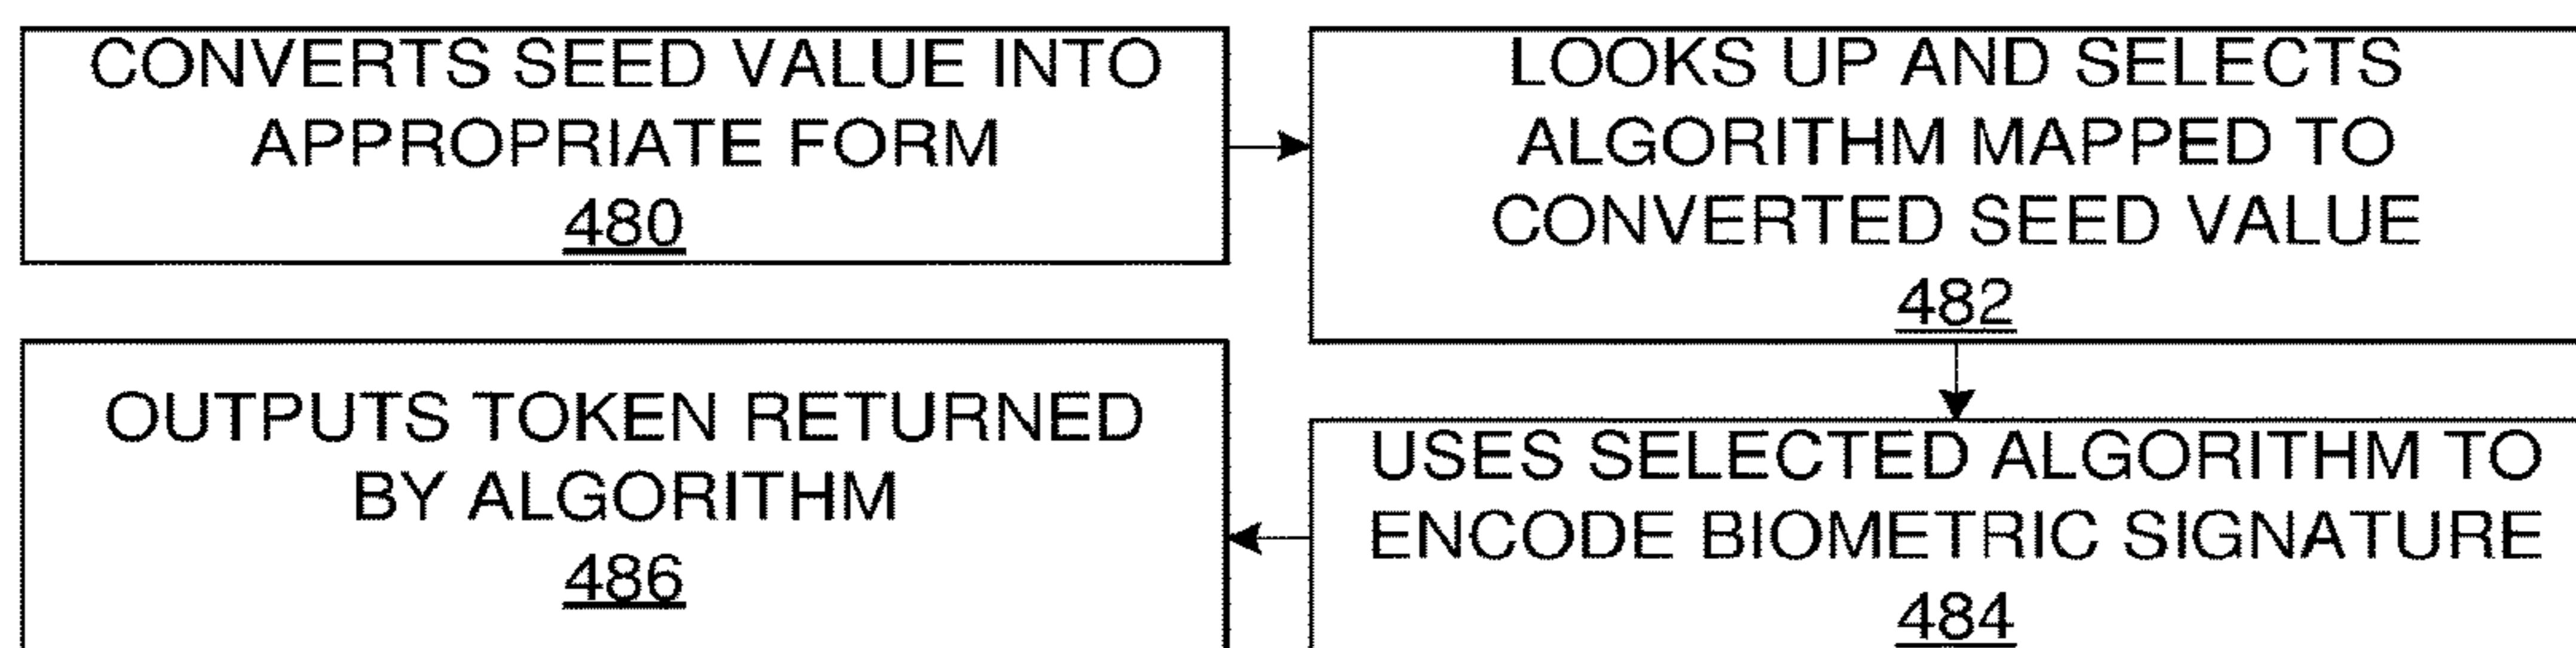 CONVERTS SEED VALUE INTO
APPROPRIATE FORM
480
LOOKS UP AND SELECTS
ALGORITHM MAPPED TO
CONVERTED SEED VALUE
482
USES SELECTED ALGORITHM TO
ENCODE BIOMETRIC SIGNATURE
484
OUTPUTS TOKEN RETURNED
BY ALGORITHM
486